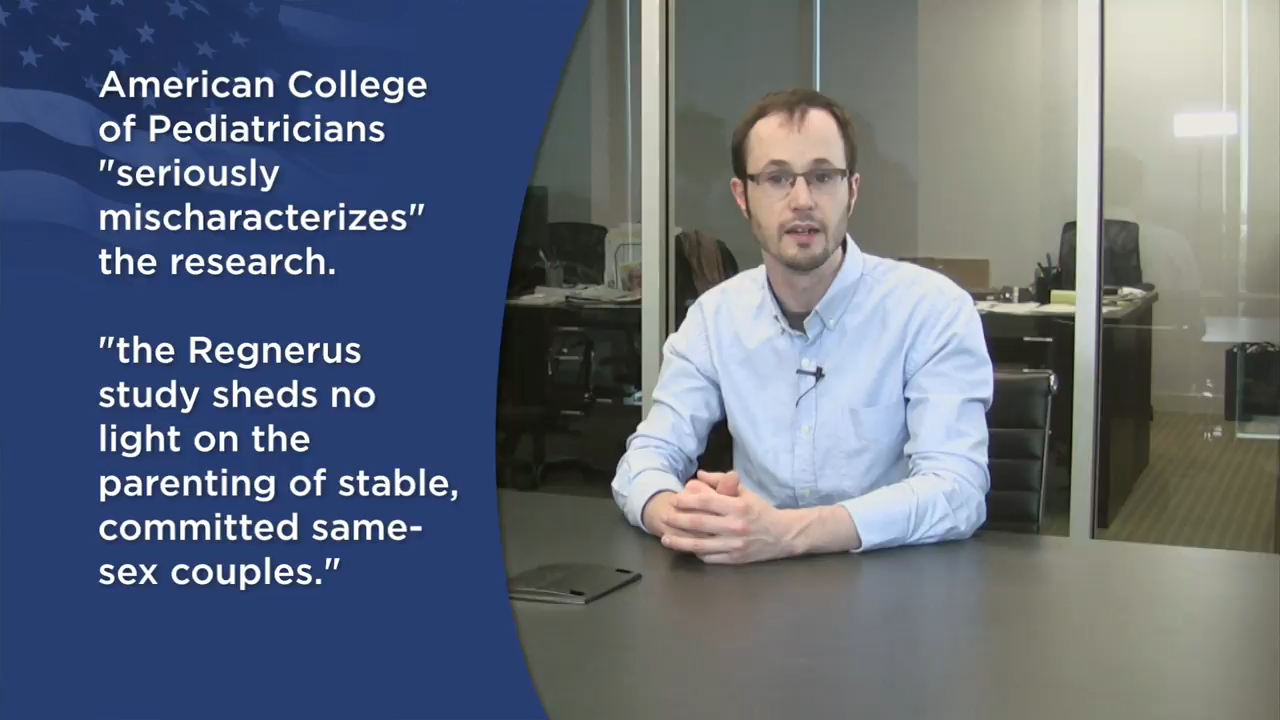 American College
of Pediatricians
"seriously
mischaracterizes"
the research.
"the Regnerus
study sheds no
light on the
parenting of stable,
committed same-
sex couples."